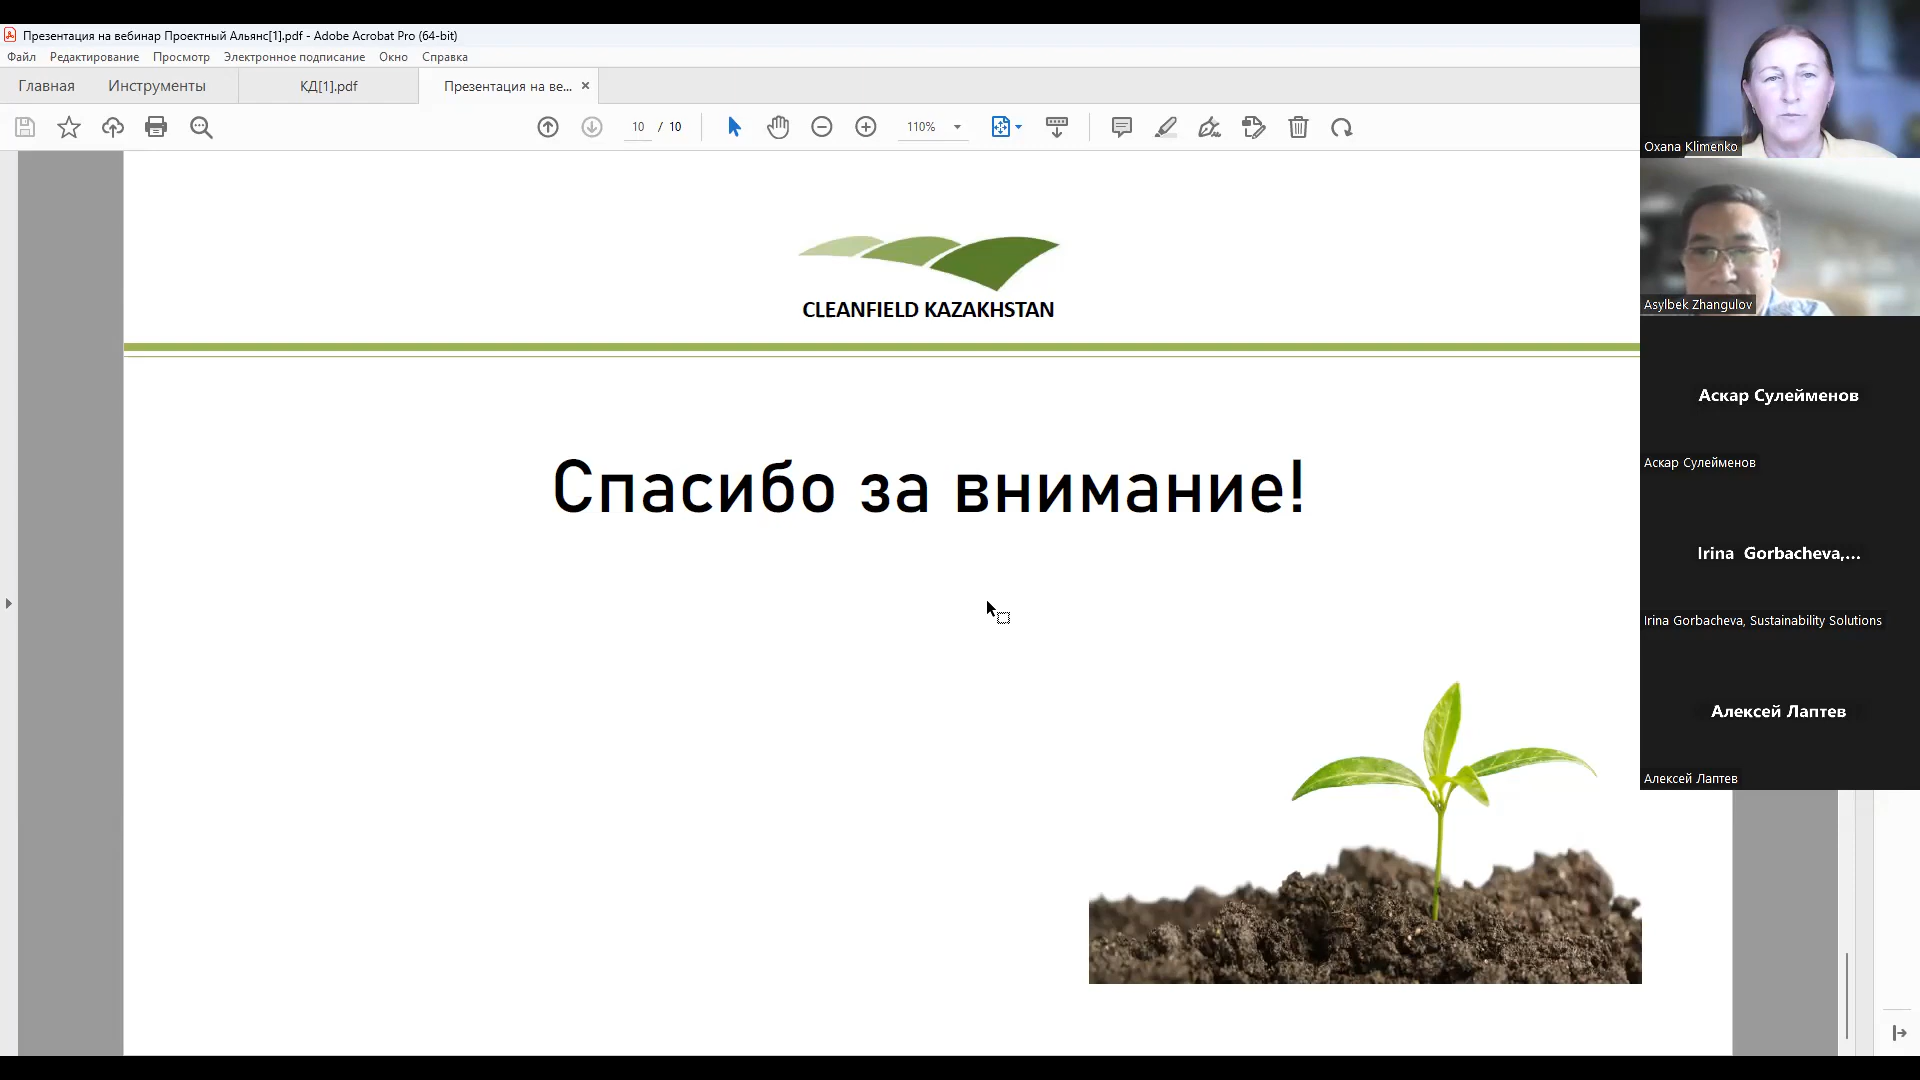 Презентация на вебинар Проектный Альянс[1].pdf - Adobe Acrobat Pro (64-bit)
Файл Редактирование Просмотр Электронное подписание Окно Справка
Главная Инструменты КД[1].pdf Презентация на ве...
10 / 10 110%
CLEANFIELD KAZAKHSTAN
Спасибо за внимание!
Oxana Klimenko
Asylbek Zhangulov
Аскар Сулейменов
Аскар Сулейменов
Irina Gorbacheva,...
Irina Gorbacheva, Sustainability Solutions
Алексей Лаптев
Алексей Лаптев